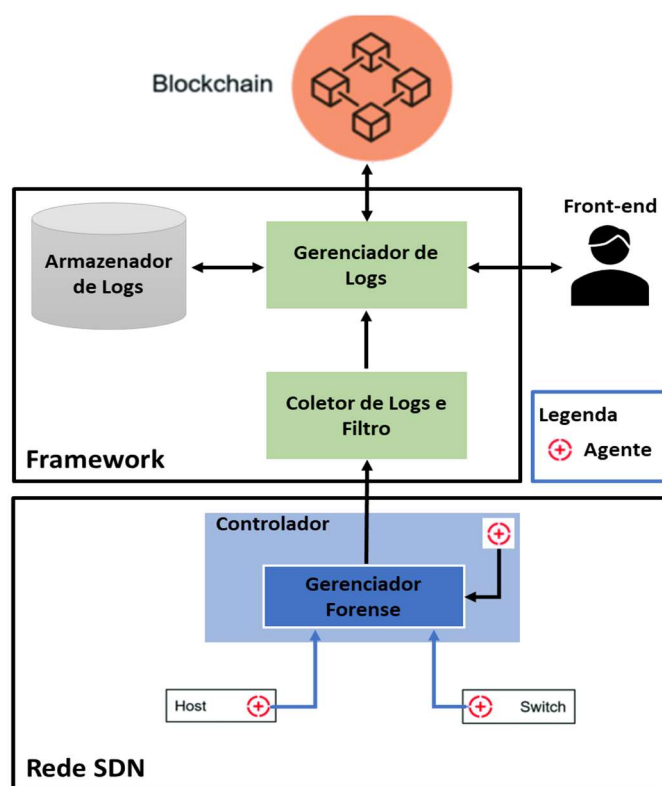 Blockchain
Front-end
Armazenador
de Logs
Gerenciador de
Logs
Coletor de Logs e
Filtro
Legenda
Agente
Framework
Controlador
Gerenciador
Forense
Host
Switch
Rede SDN